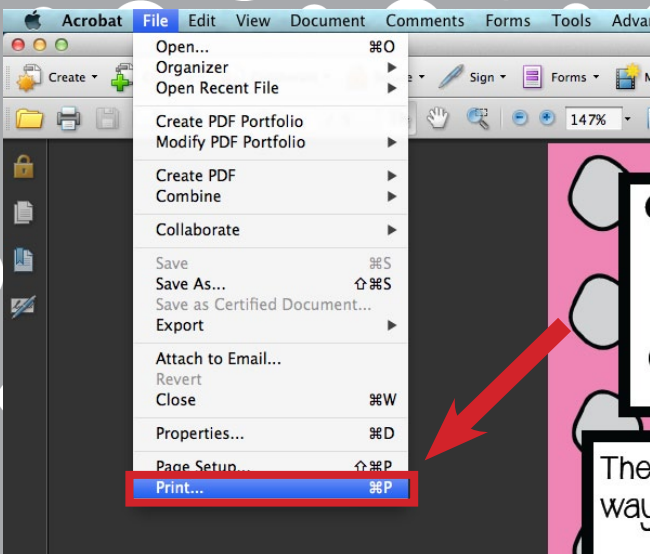 Acrobat File Edit View Document Comments Forms Tools
Open... ⌘O
Organizer
Open Recent File
Create PDF Portfolio
Modify PDF Portfolio
Create PDF
Combine
Collaborate
Save ⌘S
Save As... ⇧⌘S
Save as Certified Document...
Export
Attach to Email...
Revert
Close ⌘W
Properties... ⌘D
Page Setup... ⇧⌘P
Print... ⌘P
Create
Sign
Forms
147%
The
way